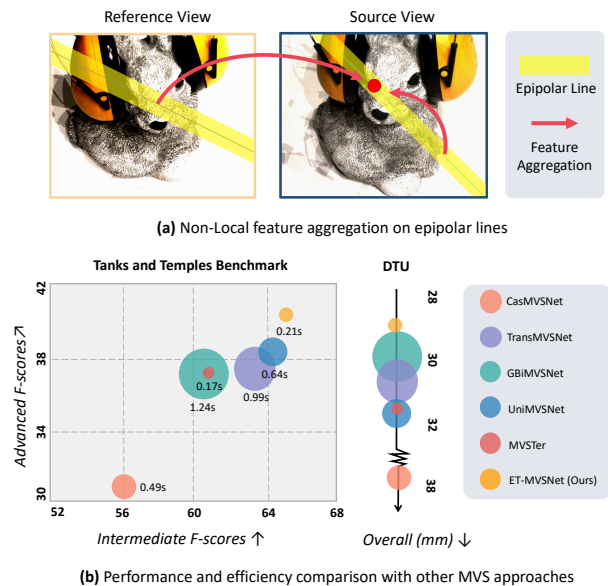 Reference View
Source View
Epipolar Line
Feature
Aggregation
(a) Non-Local feature aggregation on epipolar lines
Tanks and Temples Benchmark
DTU
42
38
34
30
Advanced F-scores↗
0.21s
0.64s
0.17s
0.99s
1.24s
0.49s
52
56
60
64
68
Intermediate F-scores ↑
28
30
32
38
Overall (mm) ↓
CasMVSNet
TransMVSNet
GBiMVSNet
UniMVSNet
MVSTer
ET-MVSNet (Ours)
(b) Performance and efficiency comparison with other MVS approaches